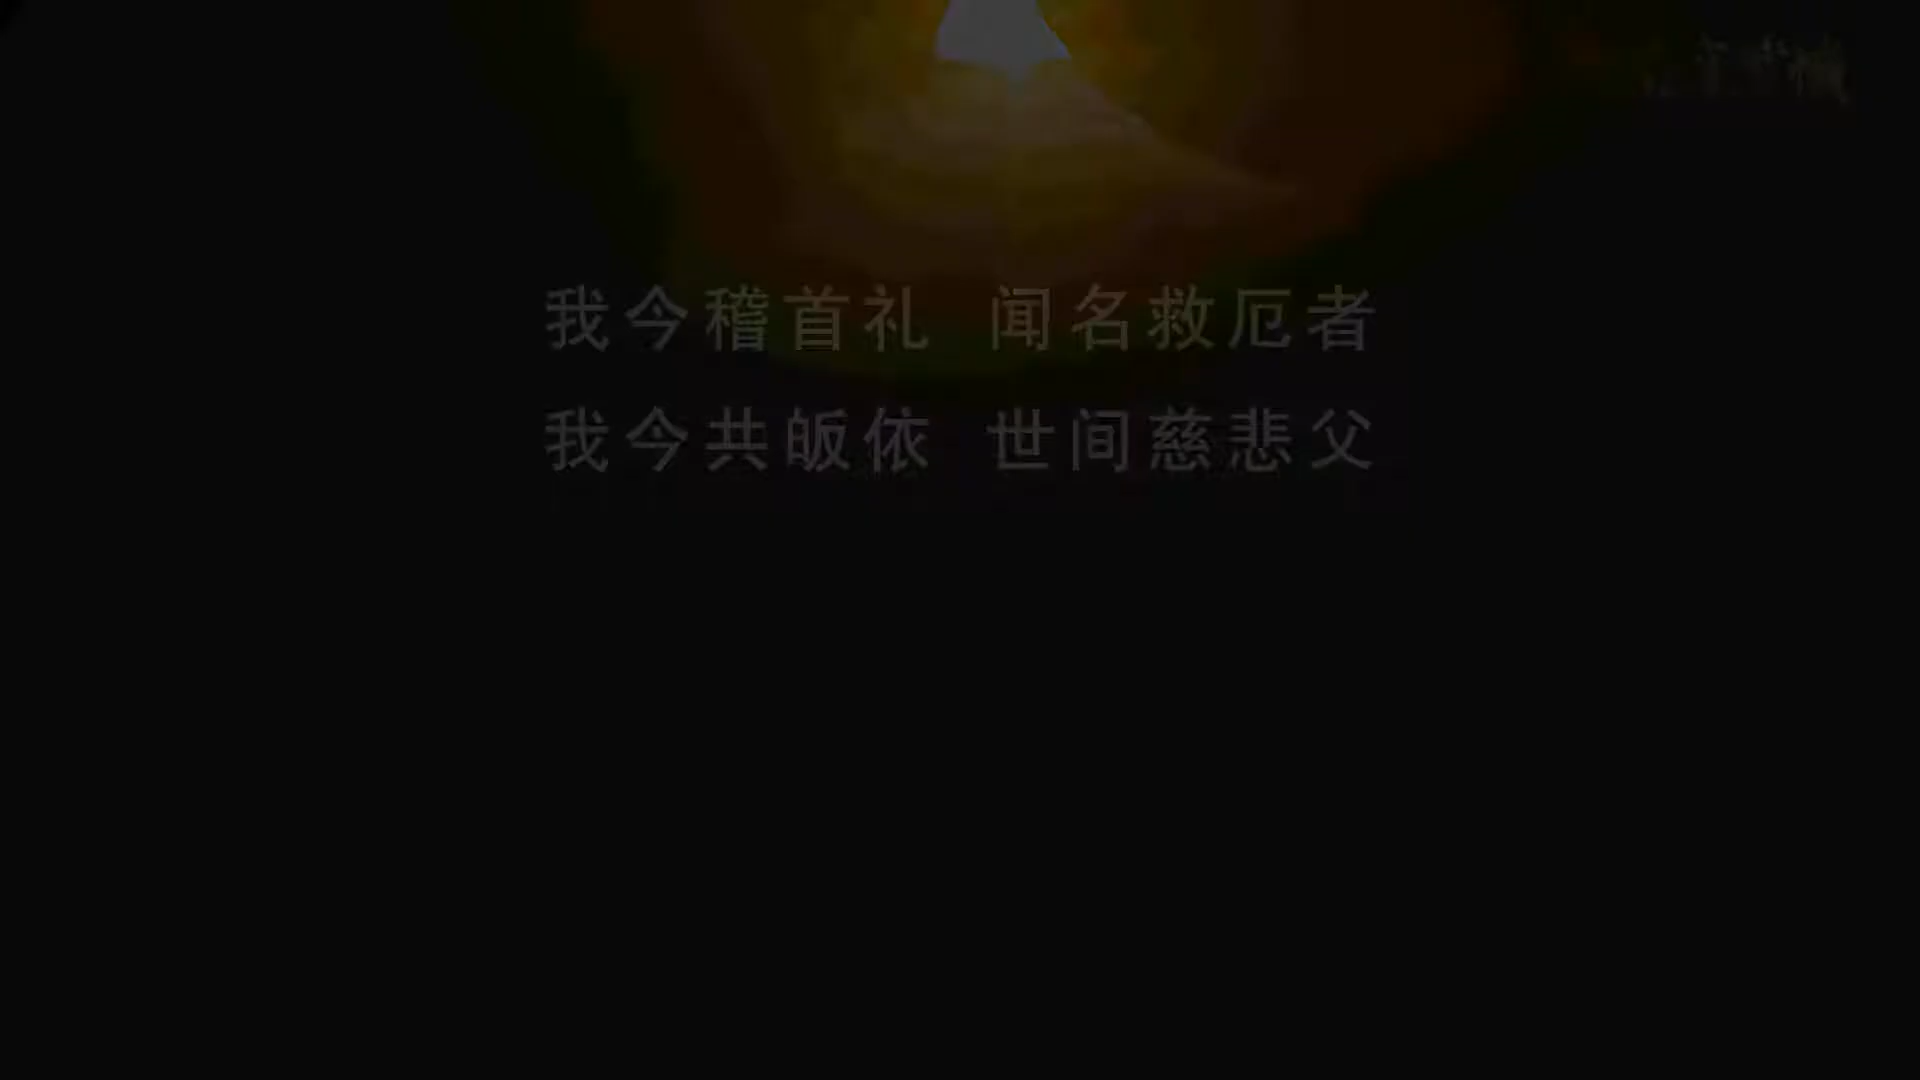 我今稽首礼 闻名救厄者
我今共皈依 世间慈悲父